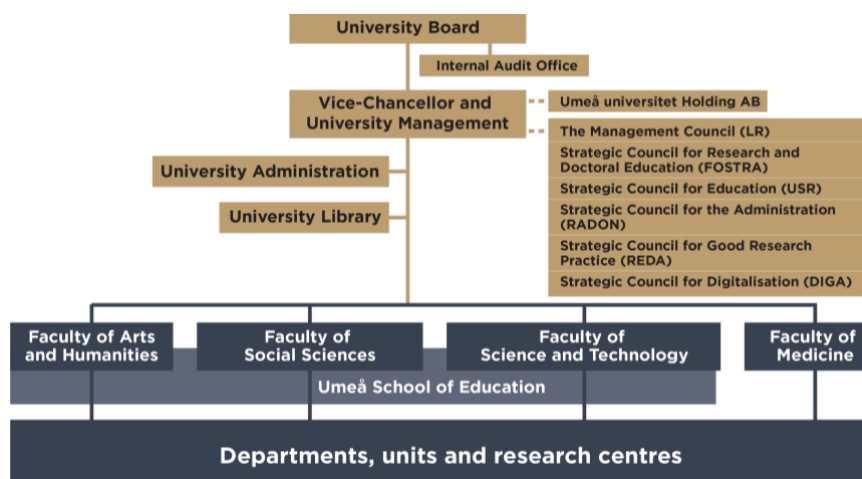 University Board
Internal Audit Office
Vice-Chancellor and
University Management
Umeå universitet Holding AB
The Management Council (LR)
Strategic Council for Research and
Doctoral Education (FOSTRA)
Strategic Council for Education (USR)
Strategic Council for the Administration
(RADON)
Strategic Council for Good Research
Practice (REDA)
Strategic Council for Digitalisation (DIGA)
University Administration
University Library
Faculty of Arts
and Humanities
Faculty of
Social Sciences
Faculty of
Science and Technology
Faculty of
Medicine
Umeå School of Education
Departments, units and research centres